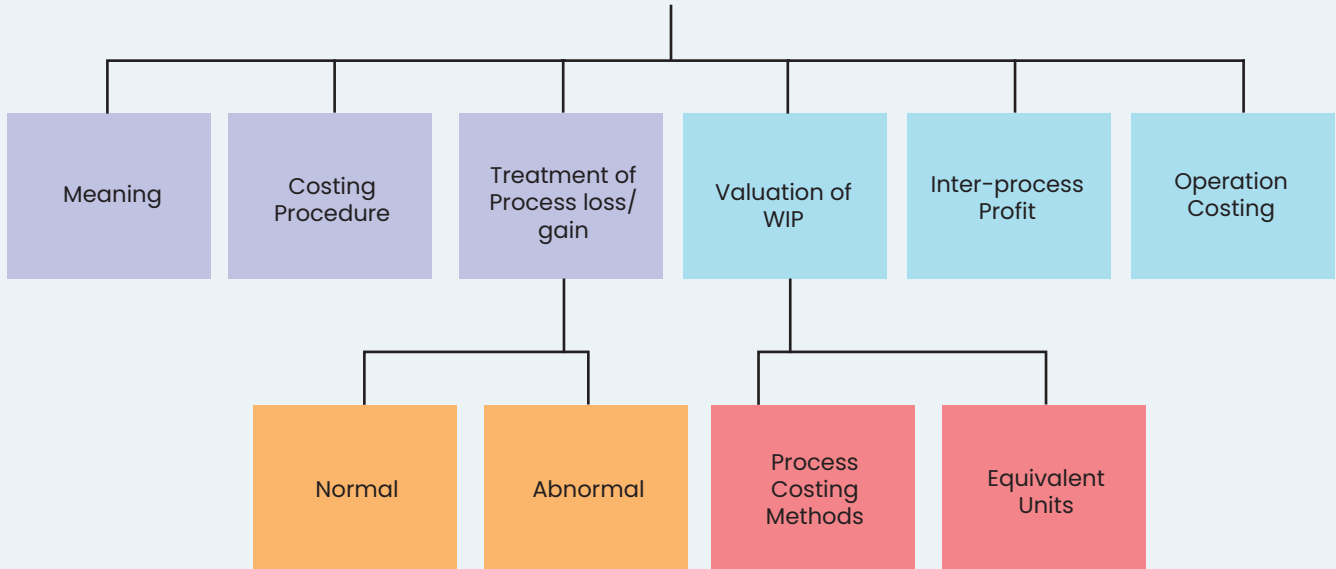 Meaning
Costing
Procedure
Treatment of
Process loss/
gain
Valuation of
WIP
Inter-process
Profit
Operation
Costing
Normal
Abnormal
Process
Costing
Methods
Equivalent
Units